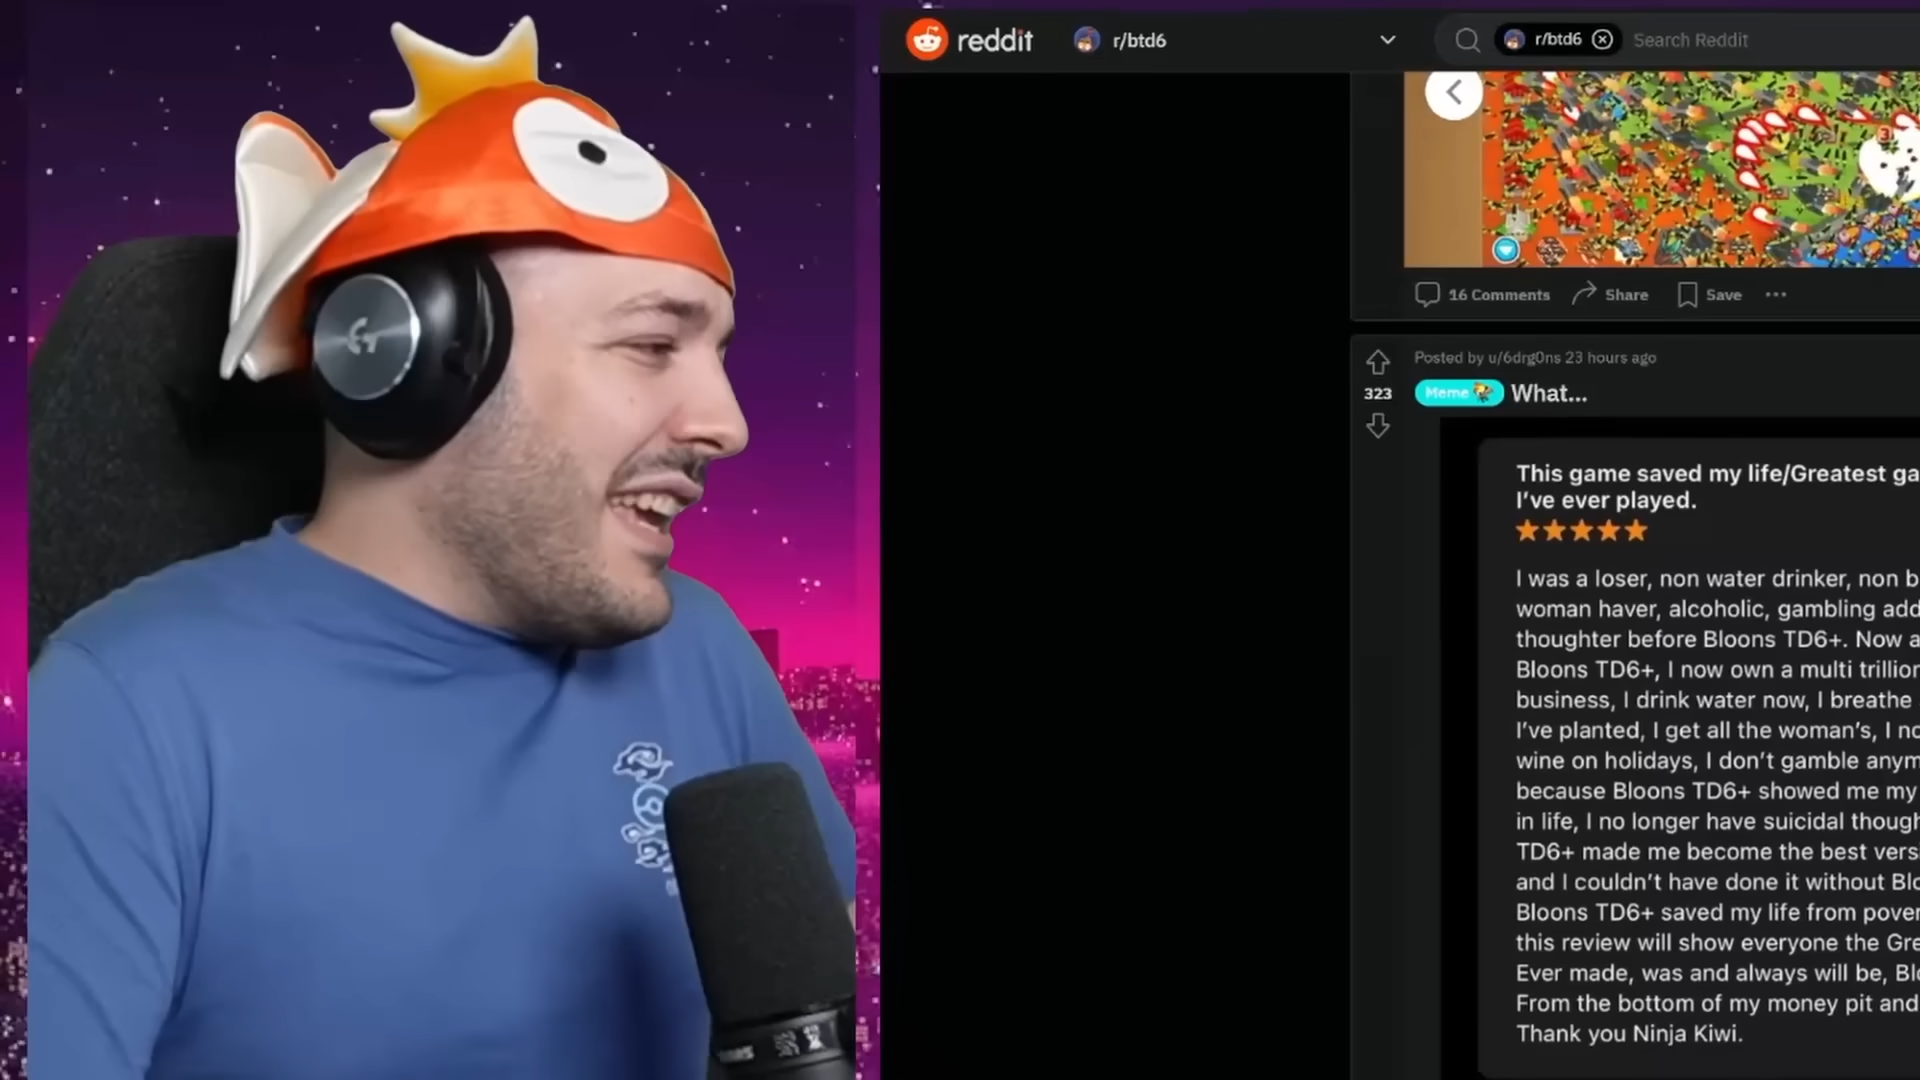 reddit
r/btd6
r/btd6
Search Reddit
16 Comments
Share
Save
Posted by u/6drg0ns 23 hours ago
323
Meme
What...
This game saved my life/Greatest ga
I've ever played.
I was a loser, non water drinker, non b
woman haver, alcoholic, gambling add
thoughter before Bloons TD6+. Now a
Bloons TD6+, I now own a multi trillion
business, I drink water now, I breathe
I've planted, I get all the woman's, I no
wine on holidays, I don't gamble anym
because Bloons TD6+ showed me my
in life, I no longer have suicidal though
TD6+ made me become the best vers
and I couldn't have done it without Blo
Bloons TD6+ saved my life from pover
this review will show everyone the Gre
Ever made, was and always will be, Blo
From the bottom of my money pit and
Thank you Ninja Kiwi.